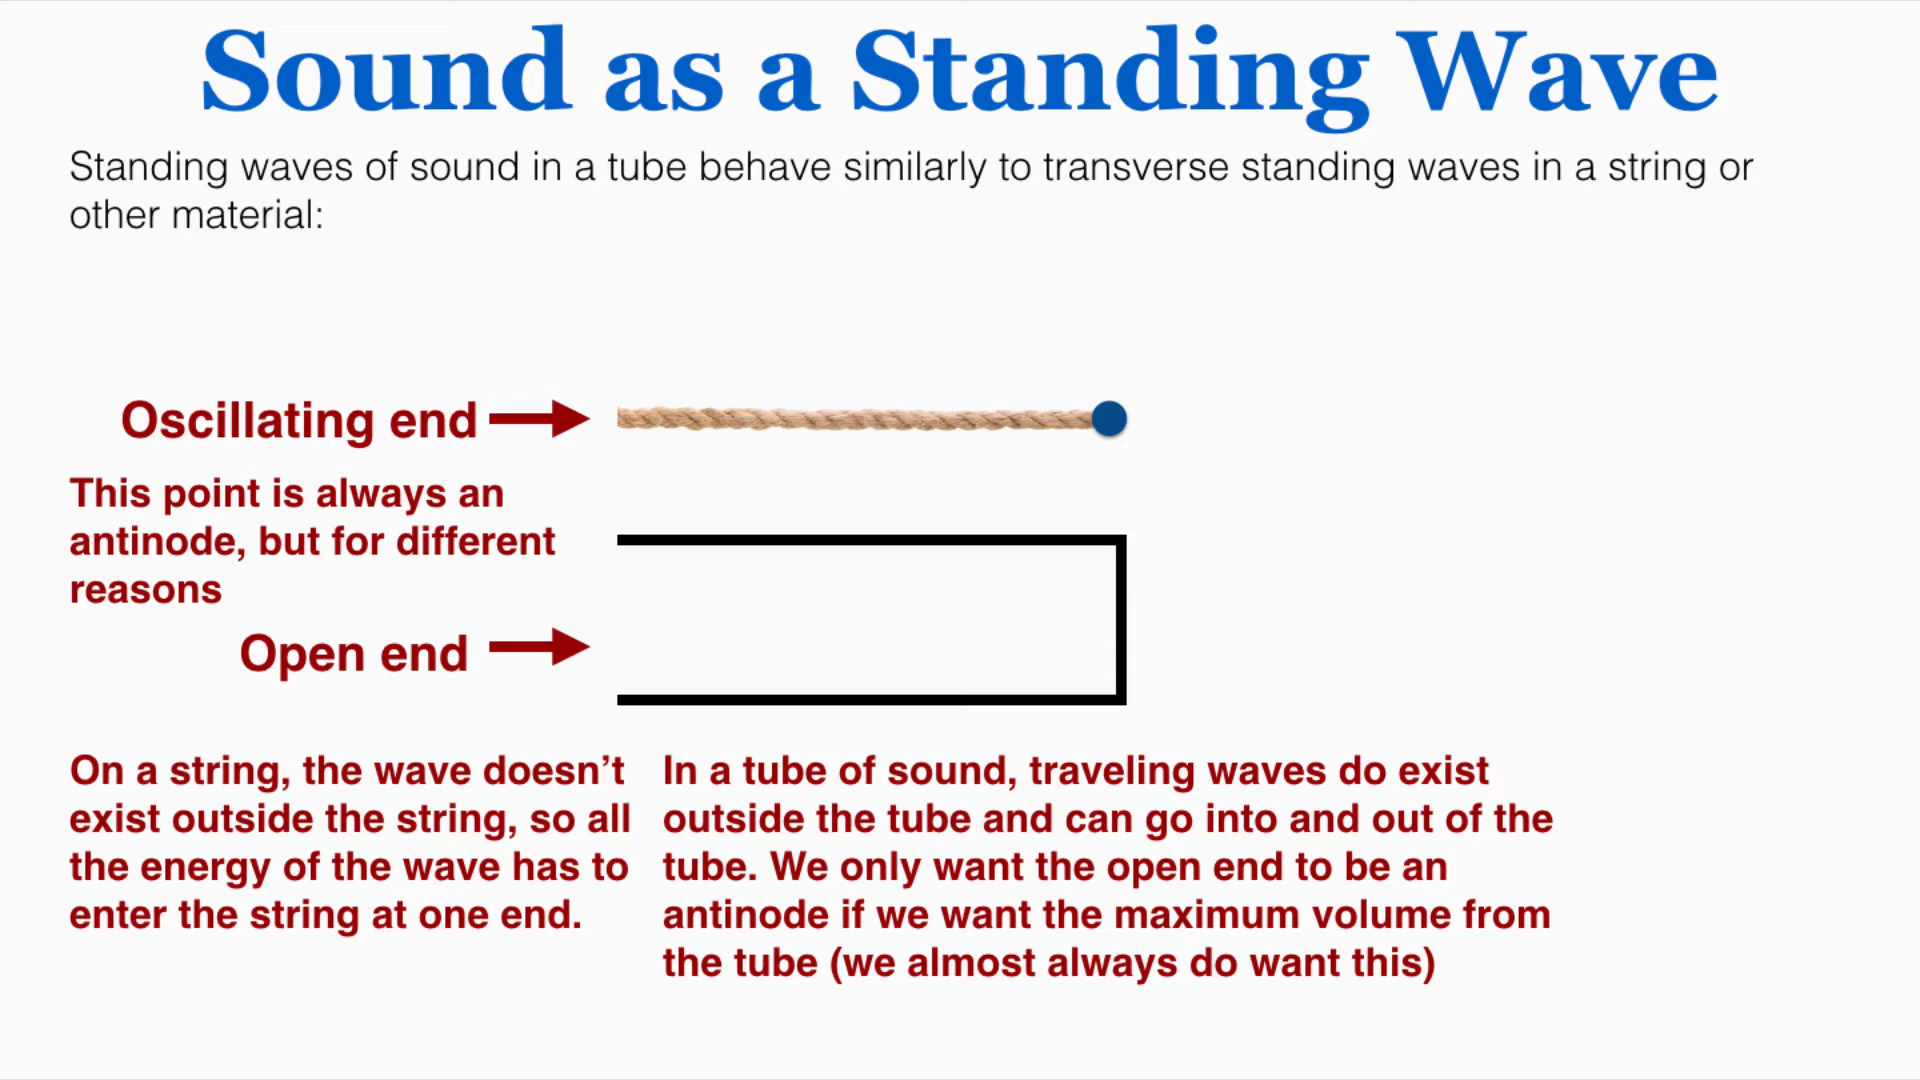 Sound as a Standing Wave
Standing waves of sound in a tube behave similarly to transverse standing waves in a string or
other material:
Oscillating end
This point is always an
antinode, but for different
reasons
Open end
On a string, the wave doesn’t
exist outside the string, so all
the energy of the wave has to
enter the string at one end.
In a tube of sound, traveling waves do exist
outside the tube and can go into and out of the
tube. We only want the open end to be an
antinode if we want the maximum volume from
the tube (we almost always do want this)